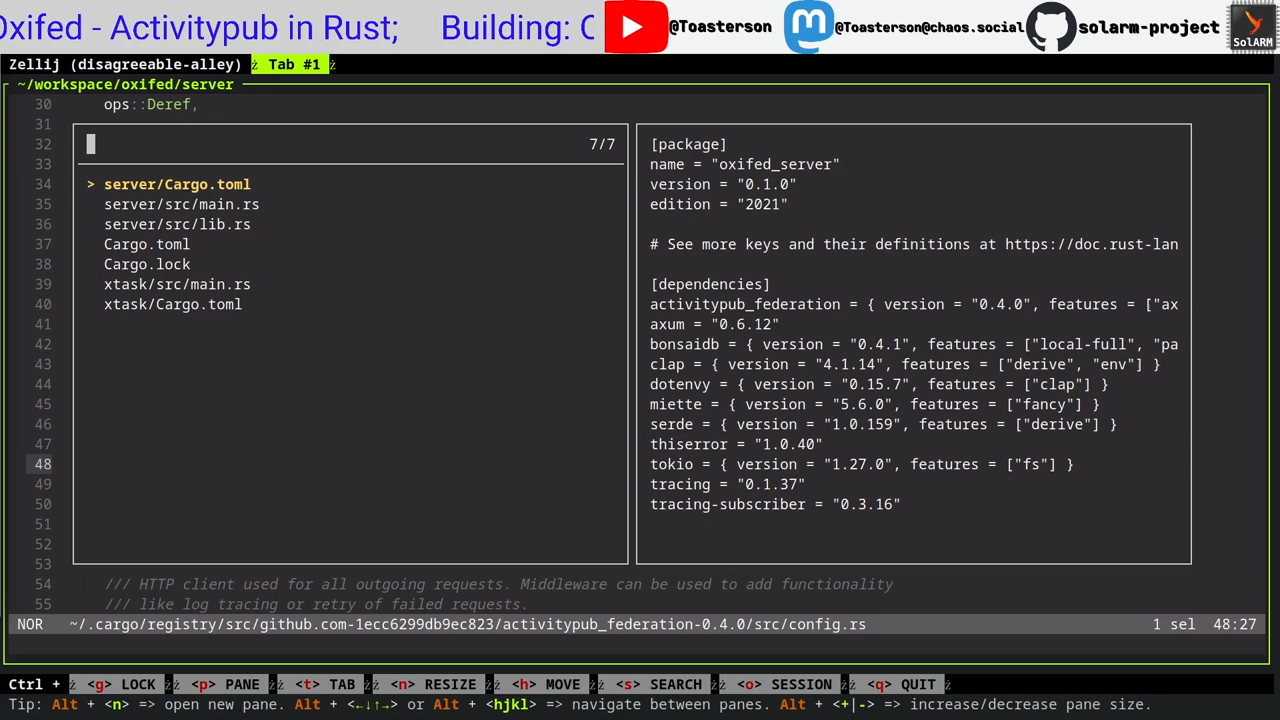 Oxifed - Activitypub in Rust; Building: C
@Toasterson
@Toasterson@chaos.social
solarm-project
SolARM
Zellij (disagreeable-alley) Tab #1
~/workspace/oxifed/server
30 ops::Deref,
31
32 7/7
33
34 > server/Cargo.toml
35 server/src/main.rs
36 server/src/lib.rs
37 Cargo.toml
38 Cargo.lock
39 xtask/src/main.rs
40 xtask/Cargo.toml
41
42
43
44
45
46
47
48
49
50
51
52
53
[package]
name = "oxifed_server"
version = "0.1.0"
edition = "2021"
# See more keys and their definitions at https://doc.rust-lan
[dependencies]
activitypub_federation = { version = "0.4.0", features = ["ax
axum = "0.6.12"
bonsaidb = { version = "0.4.1", features = ["local-full", "pa
clap = { version = "4.1.14", features = ["derive", "env"] }
dotenvy = { version = "0.15.7", features = ["clap"] }
miette = { version = "5.6.0", features = ["fancy"] }
serde = { version = "1.0.159", features = ["derive"] }
thiserror = "1.0.40"
tokio = { version = "1.27.0", features = ["fs"] }
tracing = "0.1.37"
tracing-subscriber = "0.3.16"
54 /// HTTP client used for all outgoing requests. Middleware can be used to add functionality
55 /// like log tracing or retry of failed requests.
NOR ~/.cargo/registry/src/github.com-1ecc6299db9ec823/activitypub_federation-0.4.0/src/config.rs 1 sel 48:27
Ctrl + <g> LOCK <p> PANE <t> TAB <n> RESIZE <h> MOVE <s> SEARCH <o> SESSION <q> QUIT
Tip: Alt + <n> => open new pane. Alt + <←↓↑→> or Alt + <hjkl> => navigate between panes. Alt + <+|-> => increase/decrease pane size.